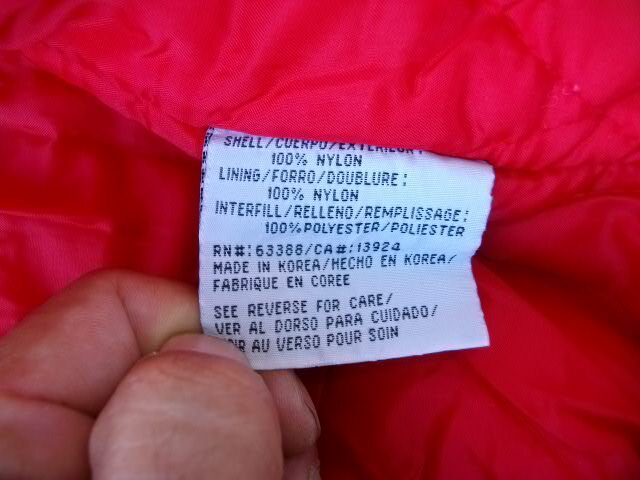 SHELL/CUERPO/EXTERIEUR:
100% NYLON
LINING/FORRO/DOUBLURE:
100% NYLON
INTERFILL/RELLENO/REMPLISSAGE:
100%POLYESTER/POLIESTER
RN#:63388/CA#:13924
MADE IN KOREA/HECHO EN KOREA/
FABRIQUE EN COREE
SEE REVERSE FOR CARE/
VER AL DORSO PARA CUIDADO/
VOIR AU VERSO POUR SOIN